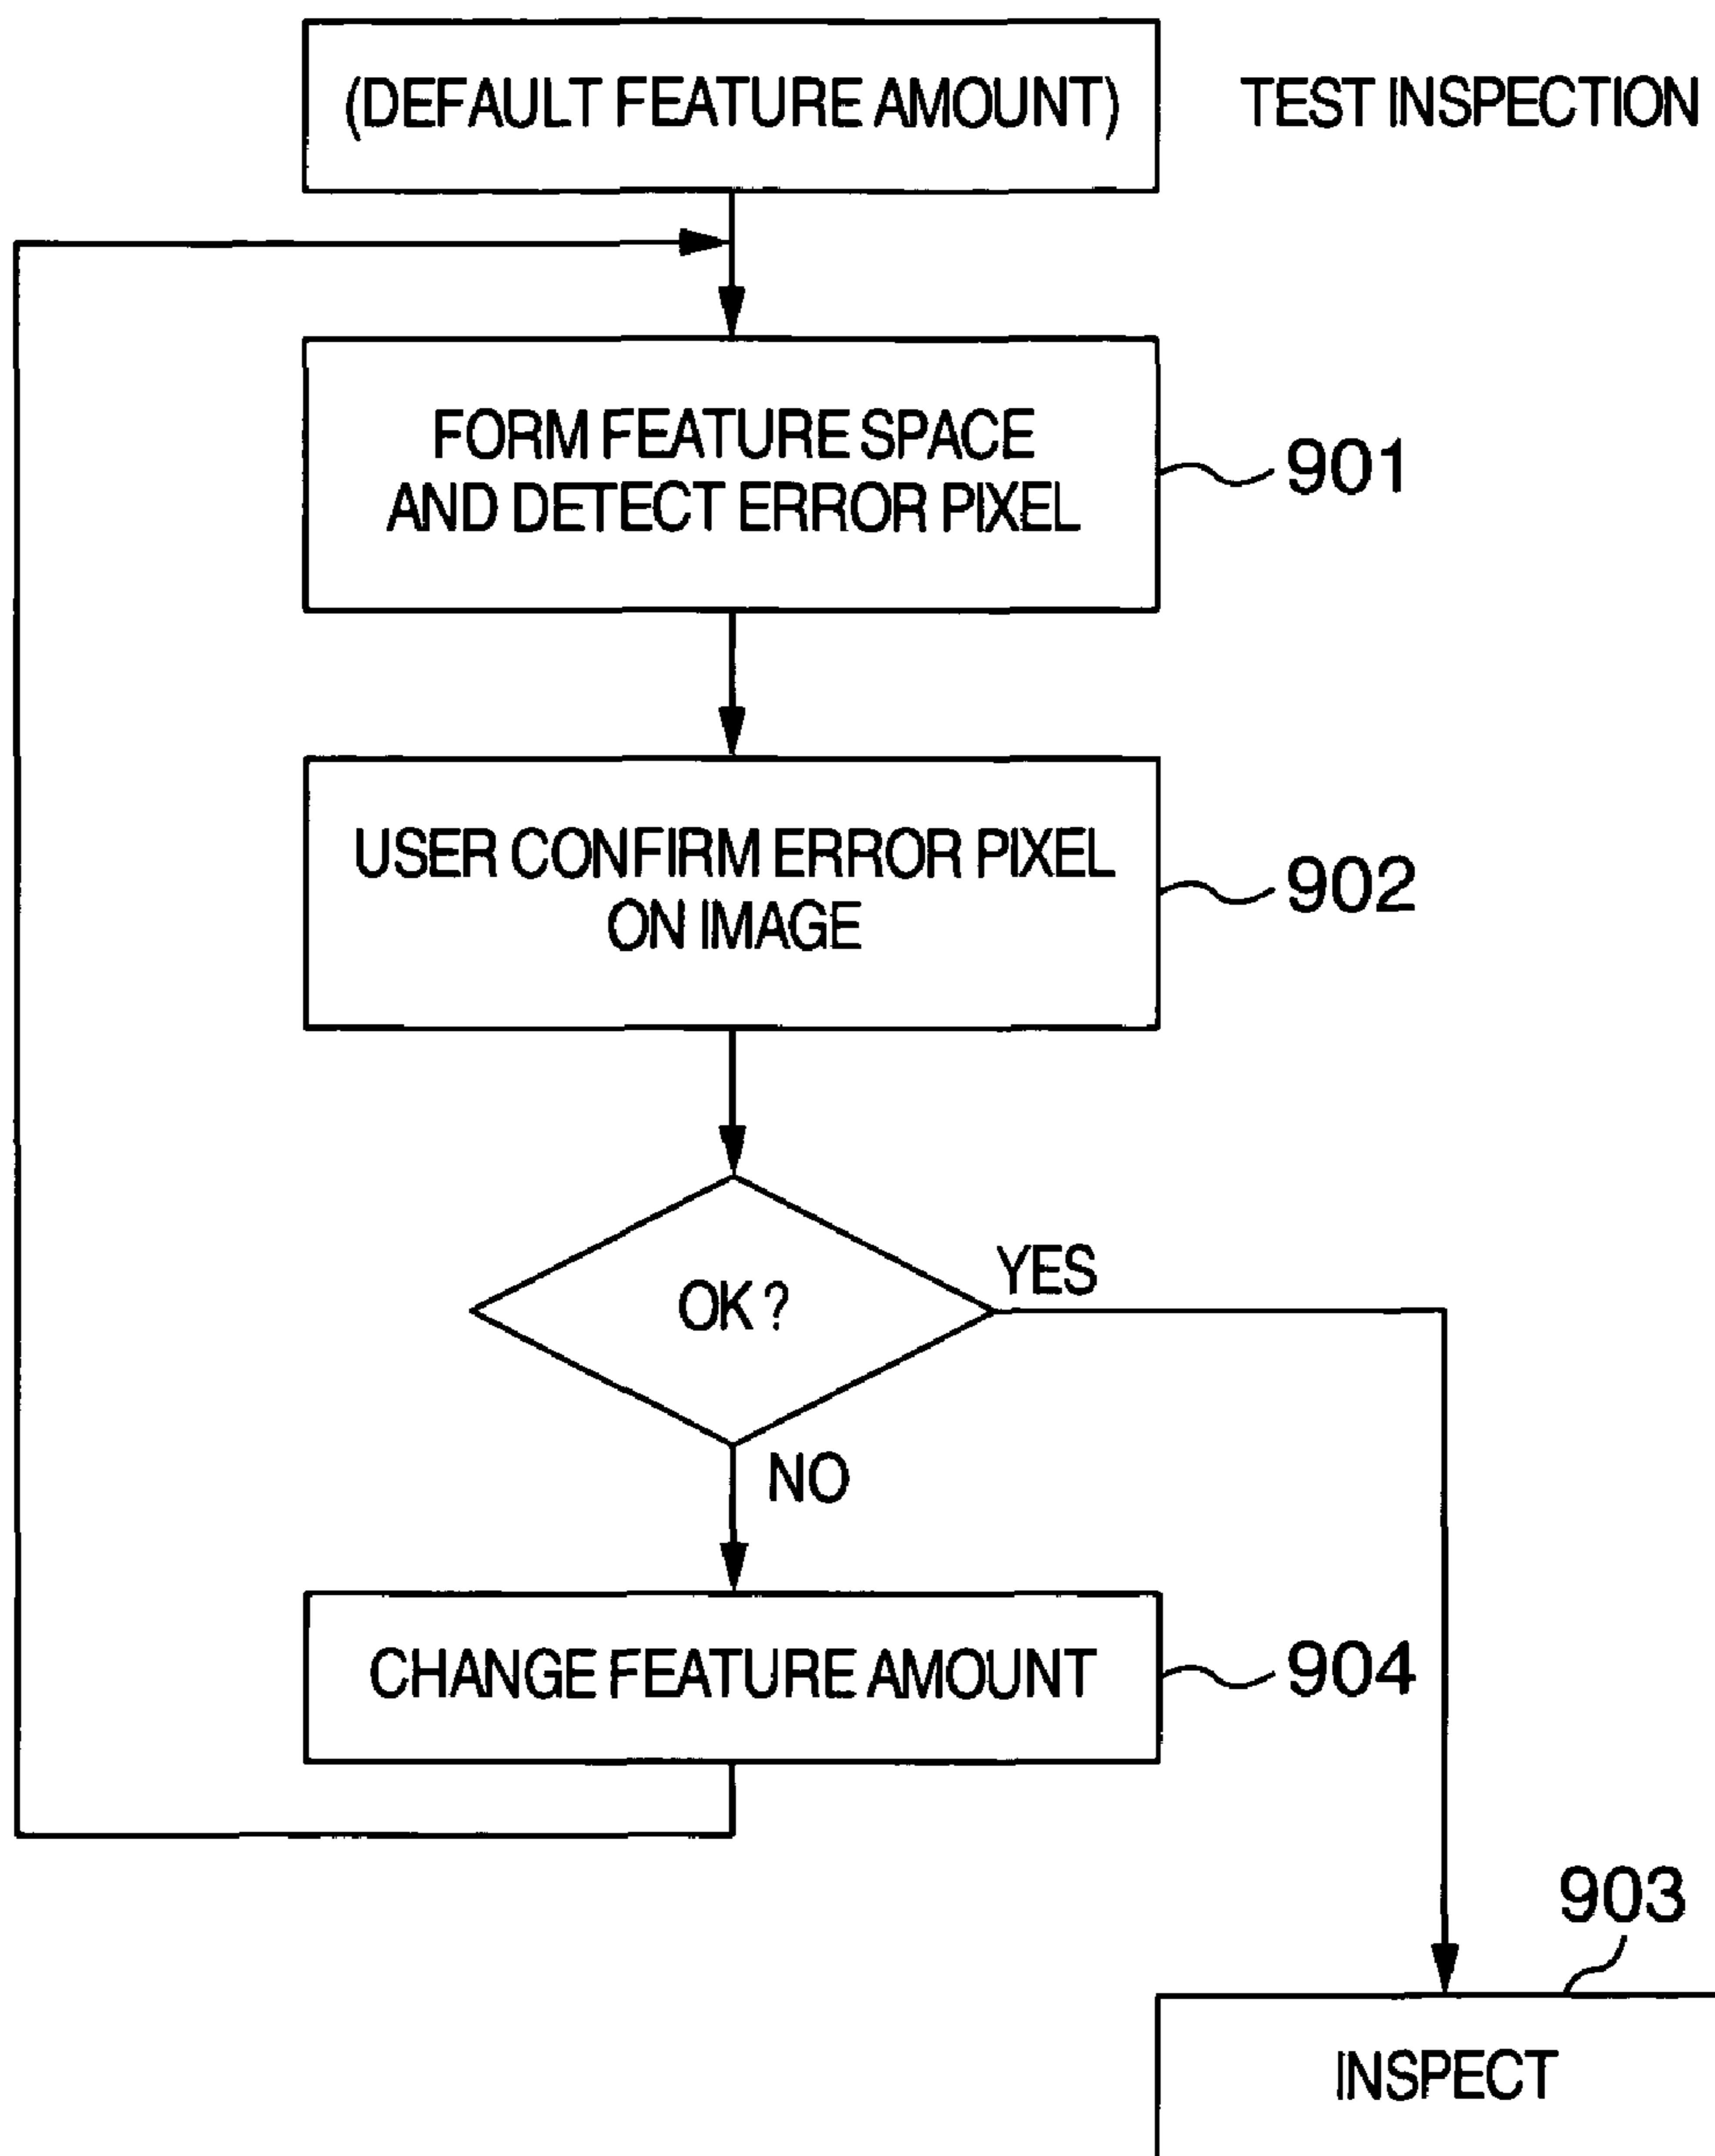 (DEFAULT FEATURE AMOUNT)
TEST INSPECTION
FORM FEATURE SPACE
AND DETECT ERROR PIXEL
901
USER CONFIRM ERROR PIXEL
ON IMAGE
902
OK ?
YES
NO
CHANGE FEATURE AMOUNT
904
903
INSPECT